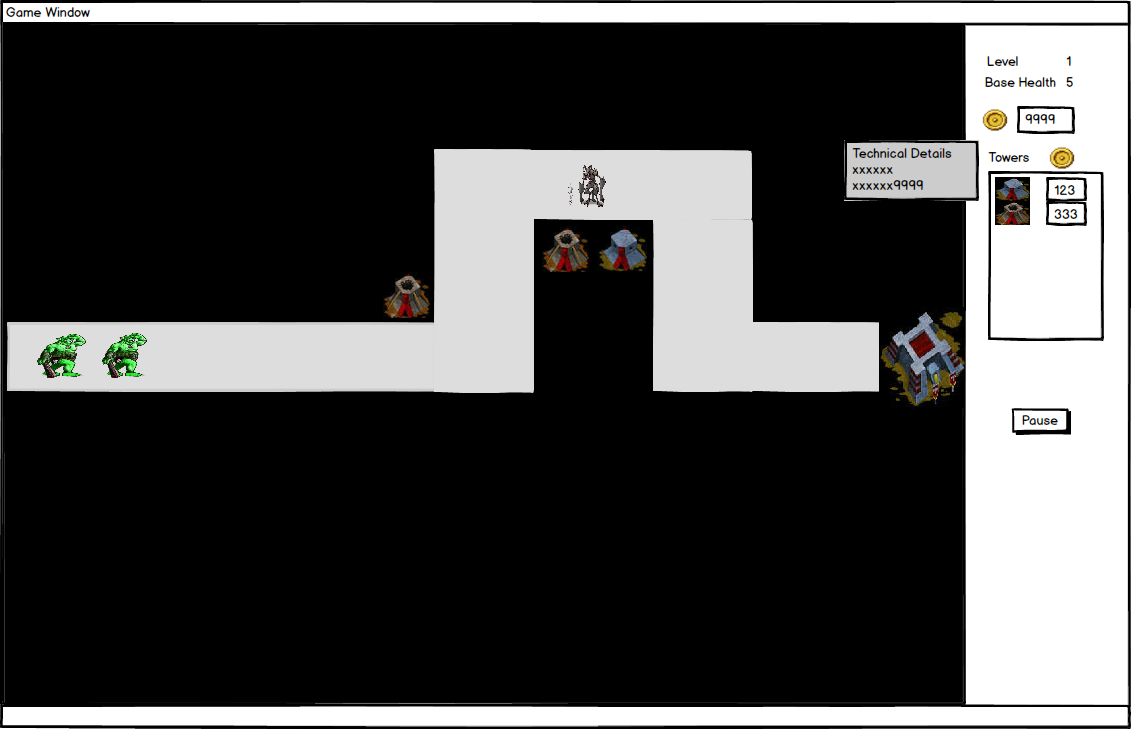 Game Window
Level 1
Base Health 5
9999
Technical Details
xxxxxx
xxxxxx9999
Towers
123
333
Pause